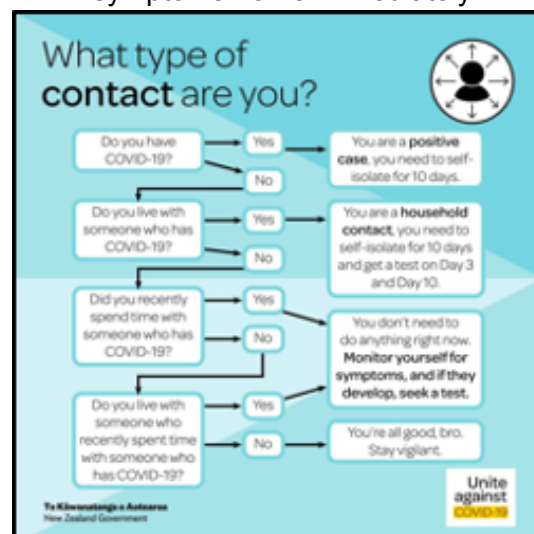 What type of
contact are you?
Do you have
COVID-19?
Yes
No
You are a positive
case, you need to self-
isolate for 10 days.
Do you live with
someone who has
COVID-19?
Yes
No
You are a household
contact, you need to
self-isolate for 10 days
and get a test on Day 3
and Day 10.
Did you recently
spend time with
someone who has
COVID-19?
Yes
No
You don't need to
do anything right now.
Monitor yourself for
symptoms, and if they
develop, seek a test.
Do you live with
someone who
recently spent time
with someone who
has COVID-19?
Yes
No
You're all good, bro.
Stay vigilant.
Te Kāwanatanga o Aotearoa
New Zealand Government
Unite
against
COVID-19